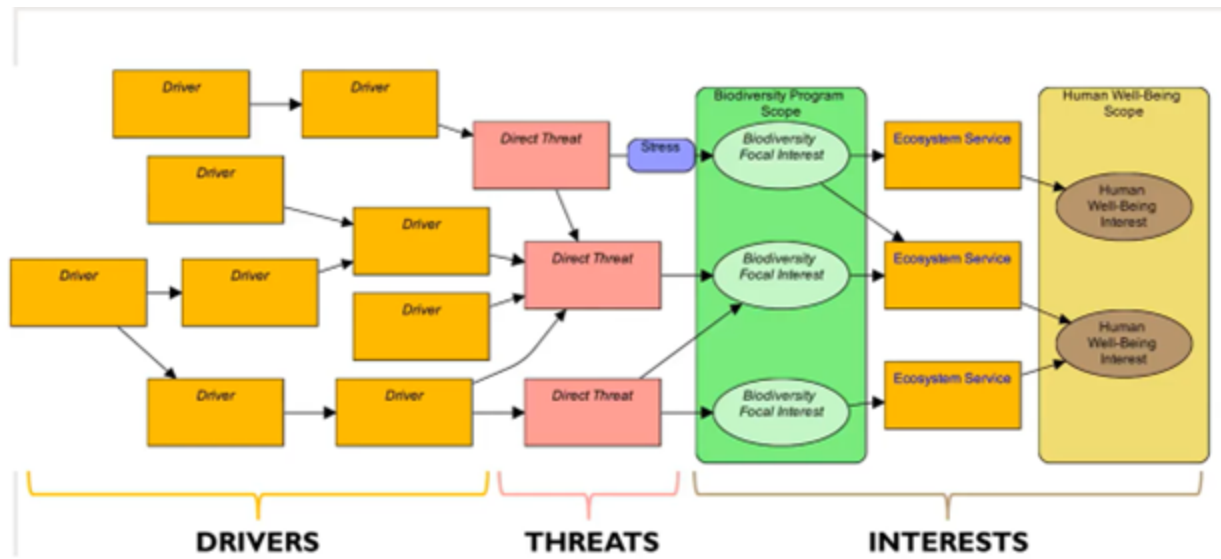 Driver
Driver
Direct Threat
Stress
Biodiversity Program
Scope
Biodiversity
Focal Interest
Ecosystem Service
Human Well-Being
Scope
Human
Well-Being
Interest
Driver
Driver
Driver
Driver
Driver
Direct Threat
Biodiversity
Focal Interest
Ecosystem Service
Human
Well-Being
Interest
Driver
Driver
Direct Threat
Biodiversity
Focal Interest
Ecosystem Service
DRIVERS
THREATS
INTERESTS